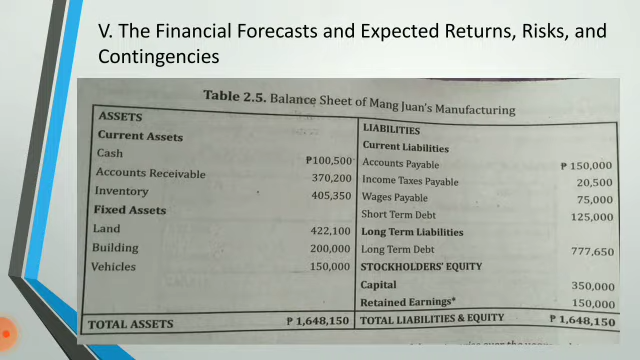 V. The Financial Forecasts and Expected Returns, Risks, and
Contingencies
Table 2.5. Balance Sheet of Mang Juan's Manufacturing
ASSETS
Current Assets
Cash ₱100,500
Accounts Receivable 370,200
Inventory 405,350
Fixed Assets
Land 422,100
Building 200,000
Vehicles 150,000
TOTAL ASSETS ₱ 1,648,150
LIABILITIES
Current Liabilities
Accounts Payable ₱ 150,000
Income Taxes Payable 20,500
Wages Payable 75,000
Short Term Debt 125,000
Long Term Liabilities
Long Term Debt 777,650
STOCKHOLDERS' EQUITY
Capital 350,000
Retained Earnings* 150,000
TOTAL LIABILITIES & EQUITY ₱ 1,648,150